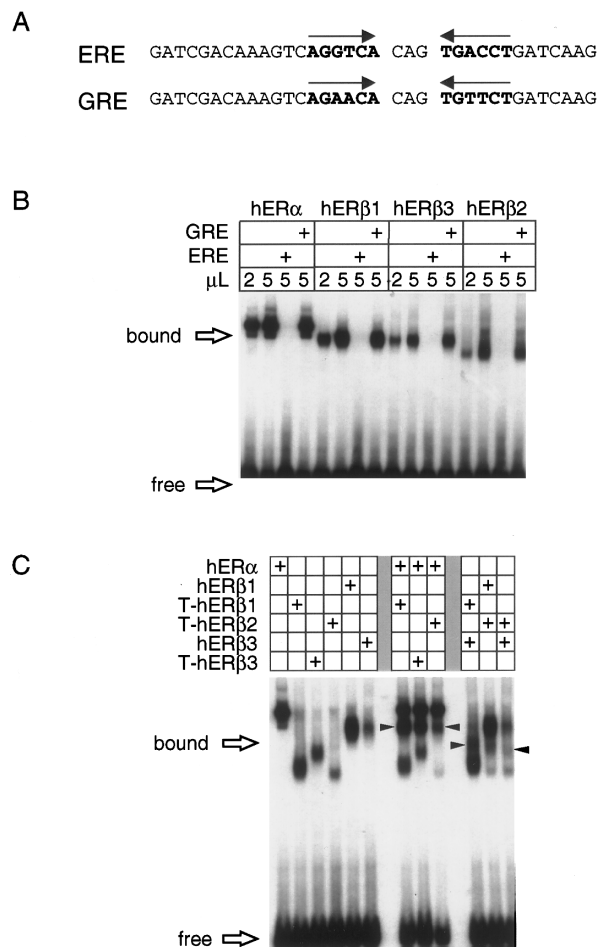 A
ERE GATCGACAAAGTCAGGTCA CAG TGACCTGATCAAG
GRE GATCGACAAAGTCAGAACA CAG TGTTCTGATCAAG
B
hERα hERβ1 hERβ3 hERβ2
GRE + + + +
ERE + + + +
μL 2 5 5 5 2 5 5 5 2 5 5 5 2 5 5 5
bound
free
C
hERα + + + +
hERβ1 + +
T-hERβ1 + + +
T-hERβ2 + + + +
hERβ3 + + +
T-hERβ3 + +
bound
free